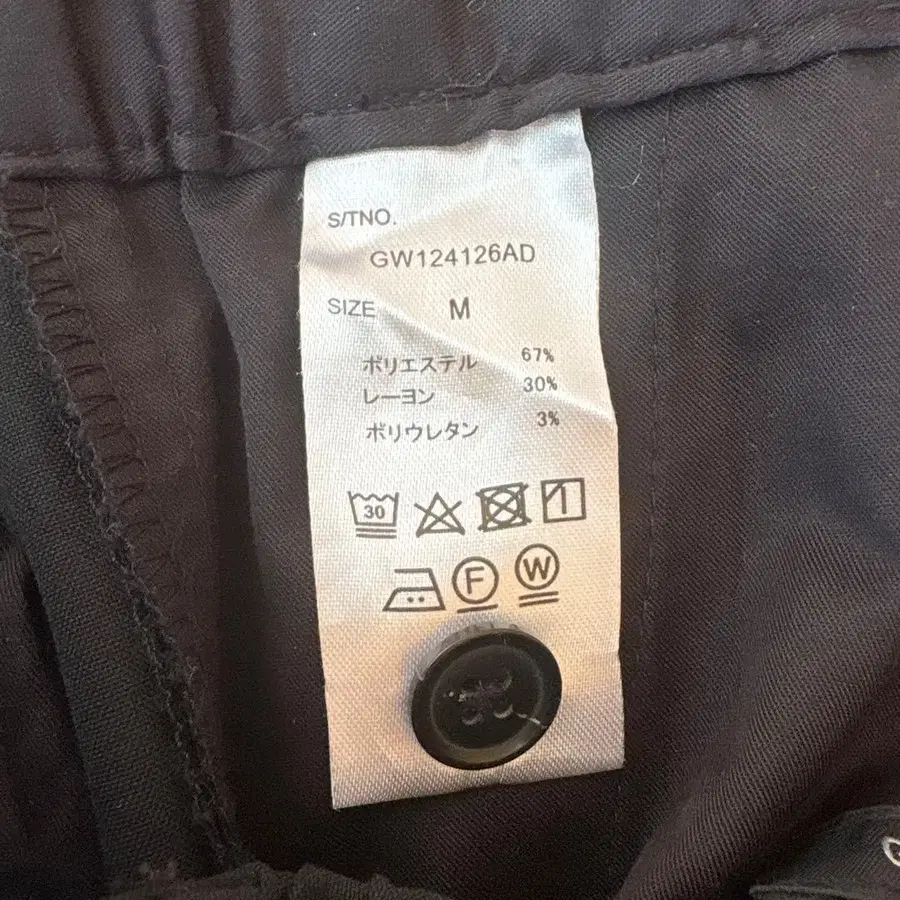 S/TNO.
GW124126AD
SIZE M
ポリエステル 67%
レーヨン 30%
ポリウレタン 3%
30
F W